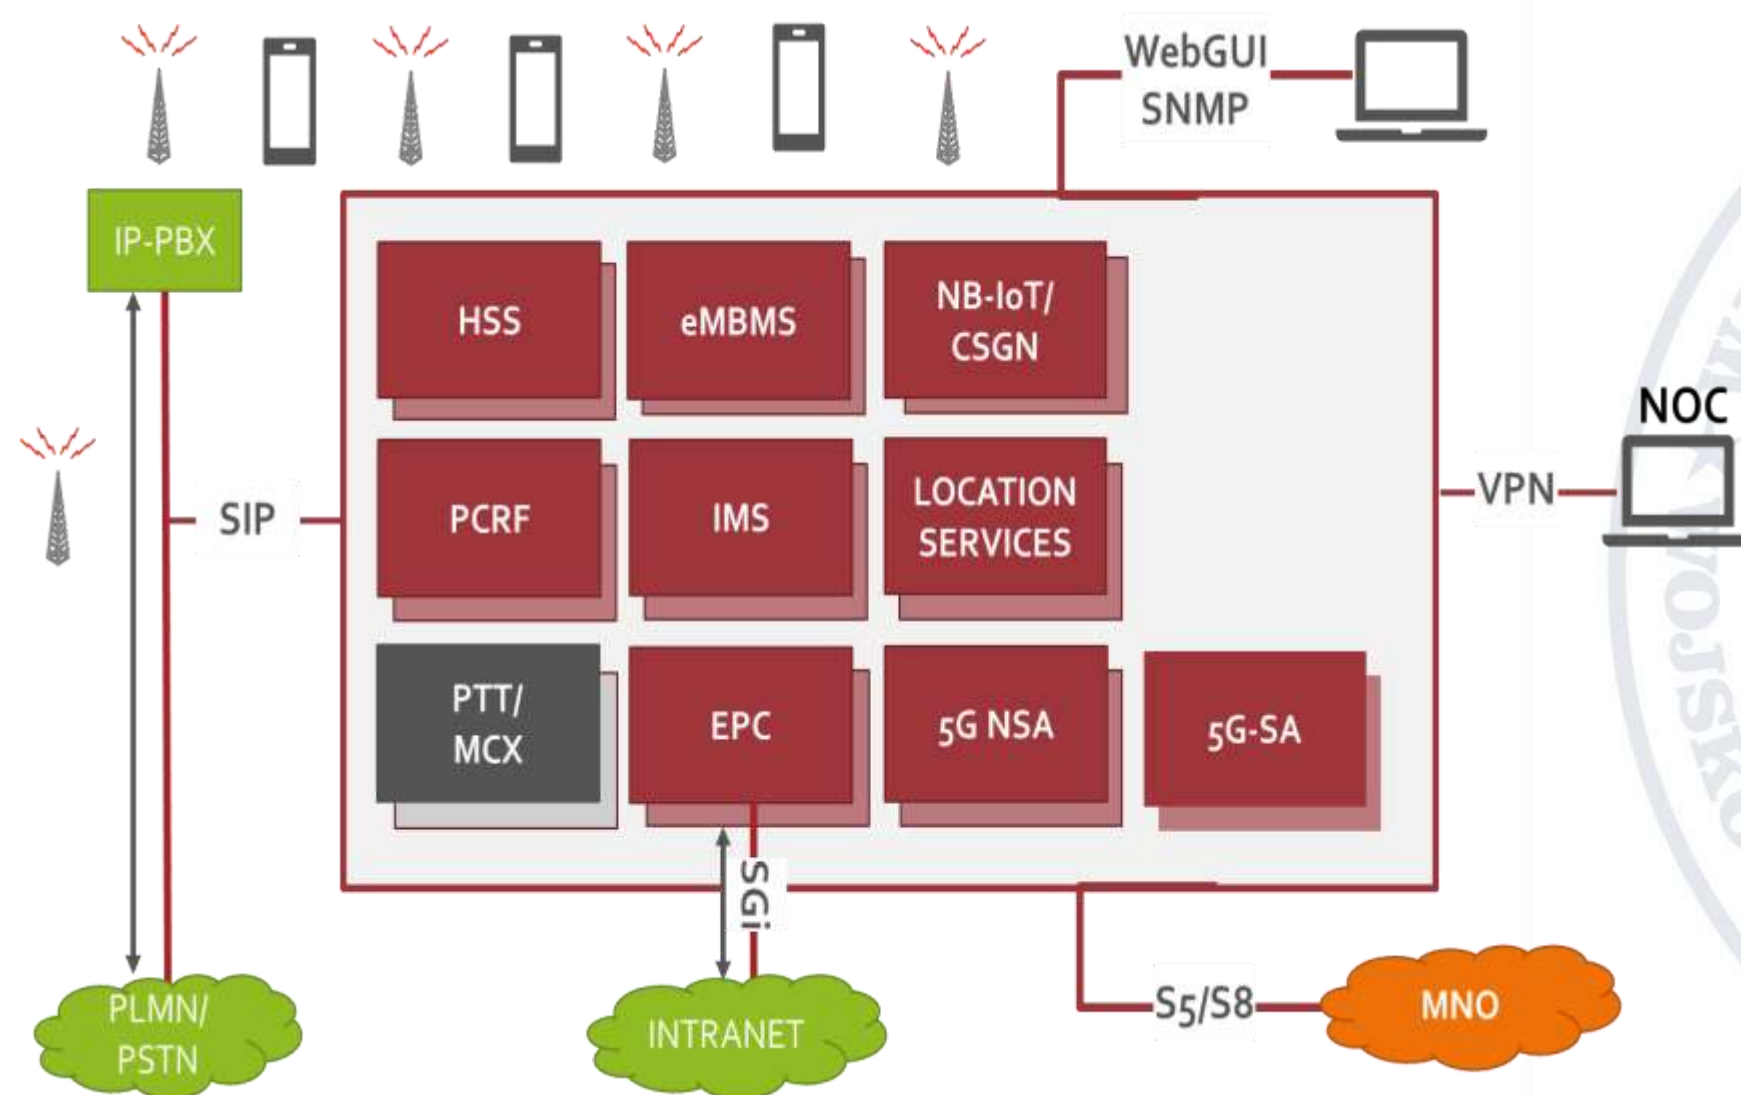 WebGUI
SNMP
IP-PBX
HSS
eMBMS
NB-IoT/
CSGN
NOC
PCRF
IMS
LOCATION
SERVICES
VPN
SIP
PTT/
MCX
EPC
5G NSA
5G-SA
SGi
PLMN/
PSTN
INTRANET
S5/S8
MNO